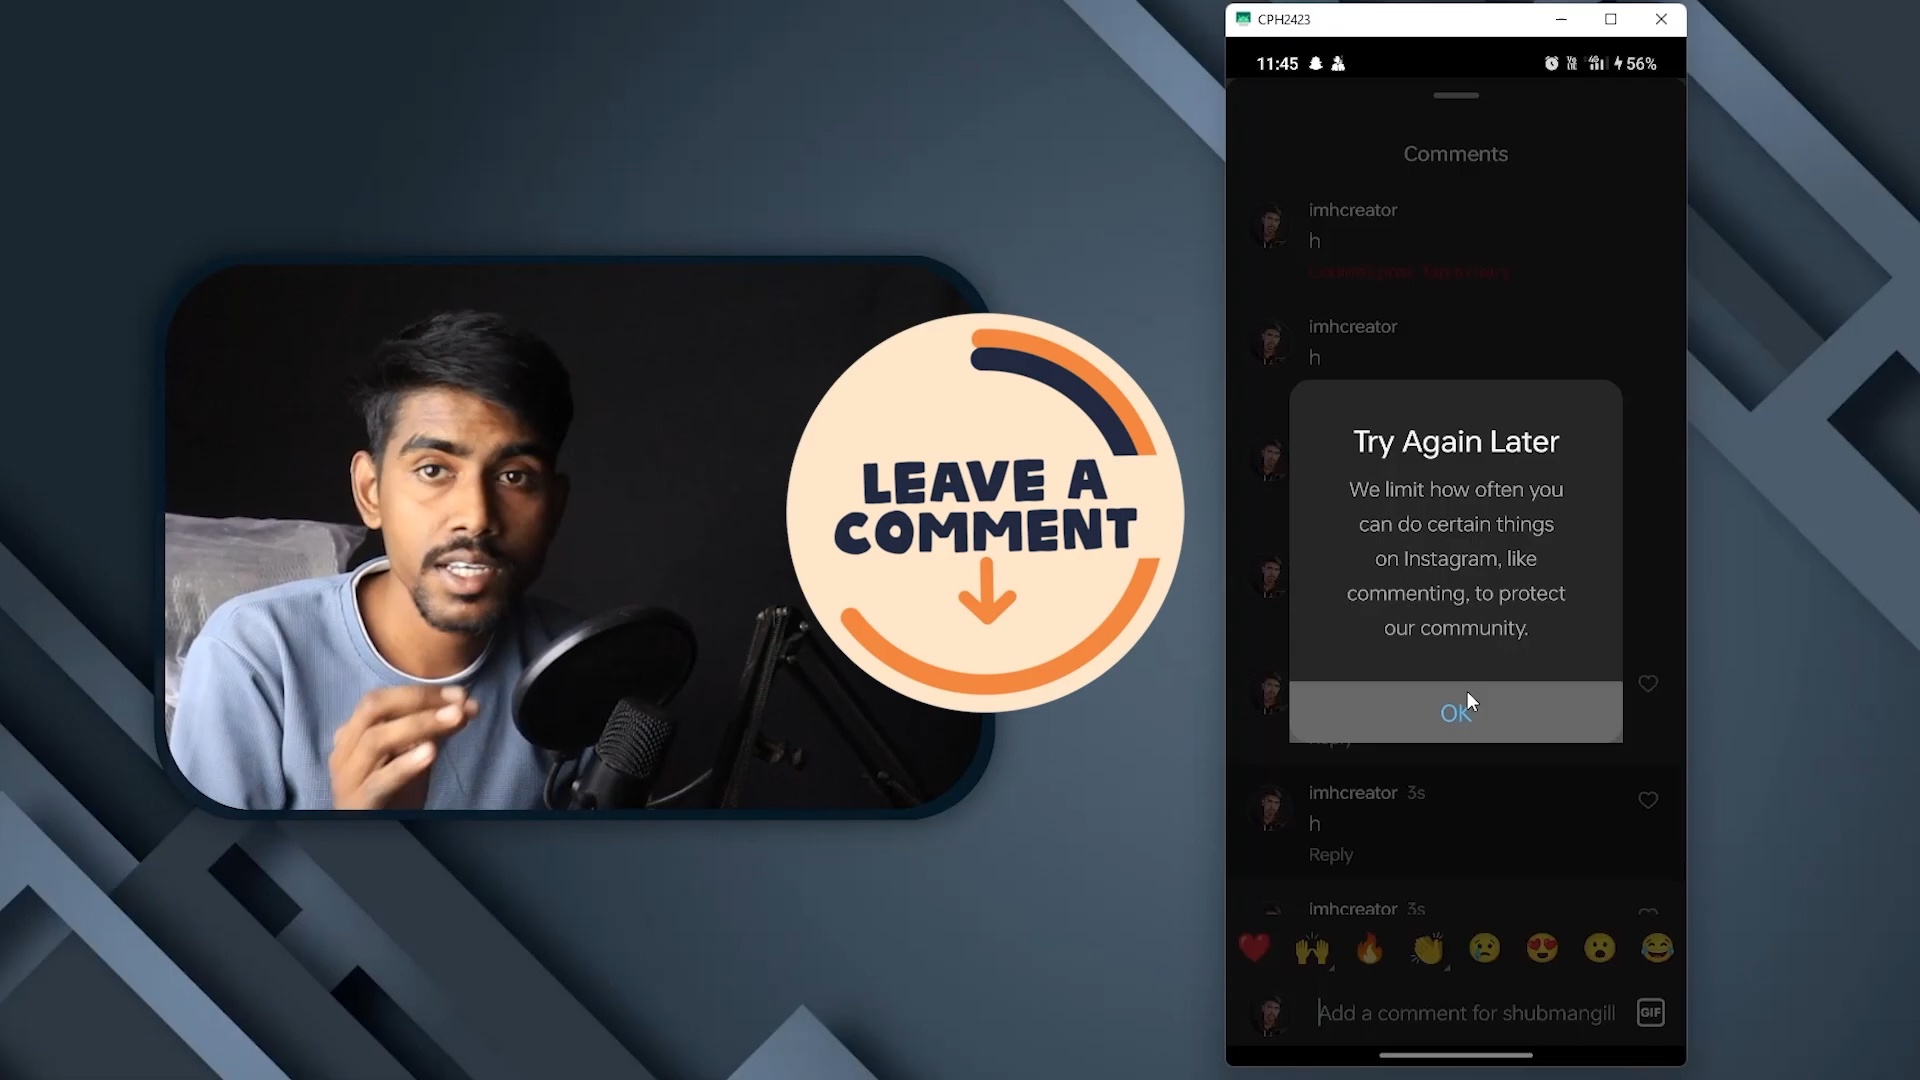 CPH2423
11:45
56%
Comments
imhcreator
h
imhcreator
h
LEAVE A
COMMENT
Try Again Later
We limit how often you
can do certain things
on Instagram, like
commenting, to protect
our community.
OK
imhcreator 3s
h
Reply
imhcreator 3s
Add a comment for shubmangill
GIF